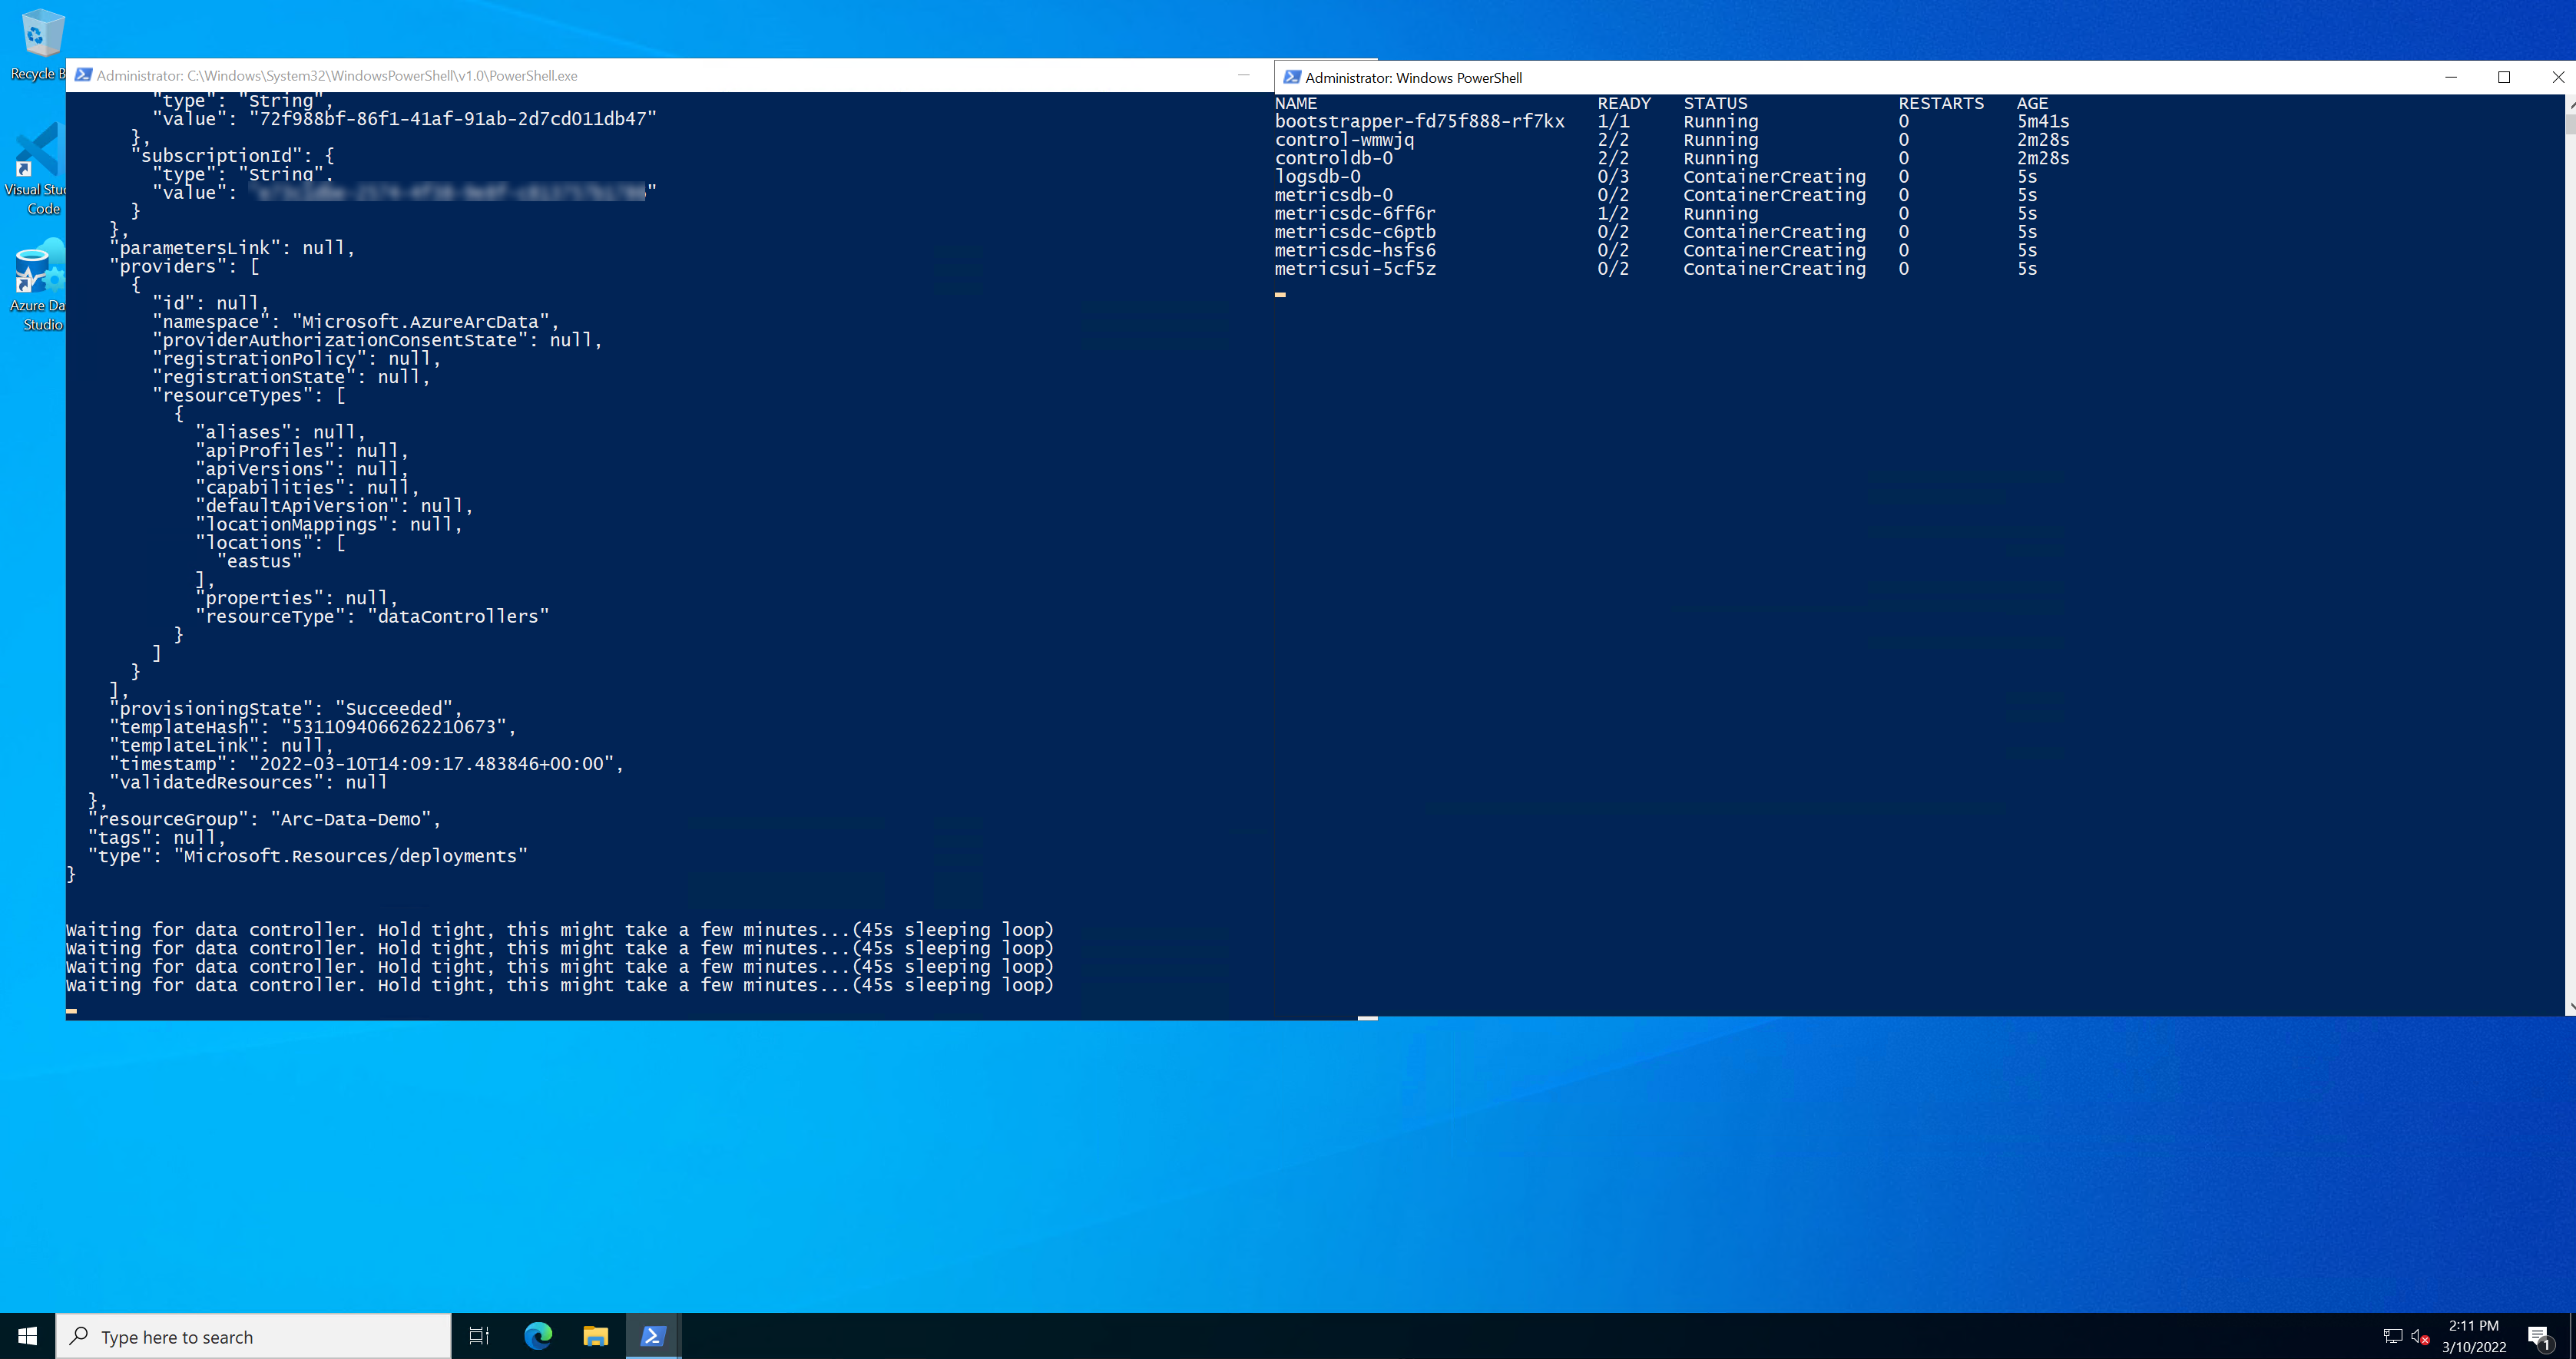 Recycle B
Visual Stu
Code
Azure Da
Studio
Administrator: C:\Windows\System32\WindowsPowerShell\v1.0\PowerShell.exe
"type": "String",
"value": "72f988bf-86f1-41af-91ab-2d7cd011db47"
},
"subscriptionId": {
"type": "String",
"value": "
}
},
"parametersLink": null,
"providers": [
{
"id": null,
"namespace": "Microsoft.AzureArcData",
"providerAuthorizationConsentState": null,
"registrationPolicy": null,
"registrationState": null,
"resourceTypes": [
{
"aliases": null,
"apiProfiles": null,
"apiVersions": null,
"capabilities": null,
"defaultApiVersion": null,
"locationMappings": null,
"locations": [
"eastus"
],
"properties": null,
"resourceType": "dataControllers"
}
]
}
],
"provisioningState": "Succeeded",
"templateHash": "5311094066262210673",
"templateLink": null,
"timestamp": "2022-03-10T14:09:17.483846+00:00",
"validatedResources": null
},
"resourceGroup": "Arc-Data-Demo",
"tags": null,
"type": "Microsoft.Resources/deployments"
}
Waiting for data controller. Hold tight, this might take a few minutes...(45s sleeping loop)
Waiting for data controller. Hold tight, this might take a few minutes...(45s sleeping loop)
Waiting for data controller. Hold tight, this might take a few minutes...(45s sleeping loop)
Waiting for data controller. Hold tight, this might take a few minutes...(45s sleeping loop)
Administrator: Windows PowerShell
NAME READY STATUS RESTARTS AGE
bootstrapper-fd75f888-rf7kx 1/1 Running 0 5m41s
control-wmwjq 2/2 Running 0 2m28s
controldb-0 2/2 Running 0 2m28s
logsdb-0 0/3 ContainerCreating 0 5s
metricsdb-0 0/2 ContainerCreating 0 5s
metricsdc-6ff6r 1/2 Running 0 5s
metricsdc-c6ptb 0/2 ContainerCreating 0 5s
metricsdc-hsfs6 0/2 ContainerCreating 0 5s
metricsui-5cf5z 0/2 ContainerCreating 0 5s
Type here to search
2:11 PM
3/10/2022
1